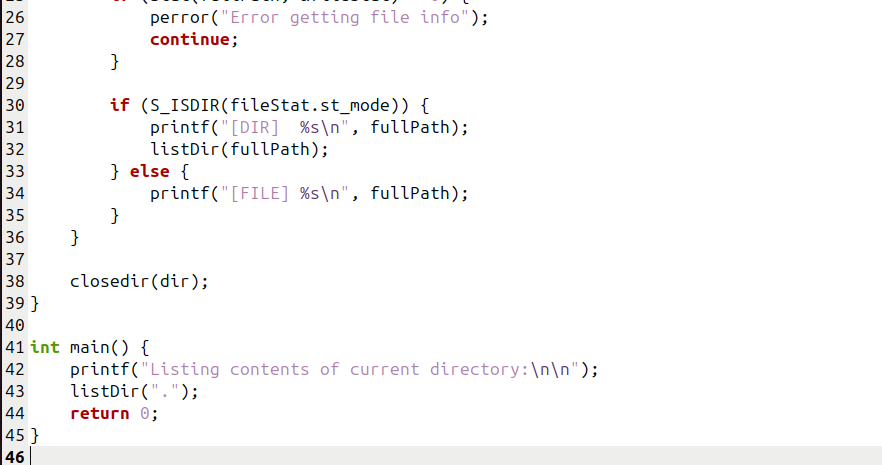 26             perror("Error getting file info");
27             continue;
28         }
29
30         if (S_ISDIR(fileStat.st_mode)) {
31             printf("[DIR]  %s\n", fullPath);
32             listDir(fullPath);
33         } else {
34             printf("[FILE] %s\n", fullPath);
35         }
36     }
37
38     closedir(dir);
39 }
40
41 int main() {
42     printf("Listing contents of current directory:\n\n");
43     listDir(".");
44     return 0;
45 }
46